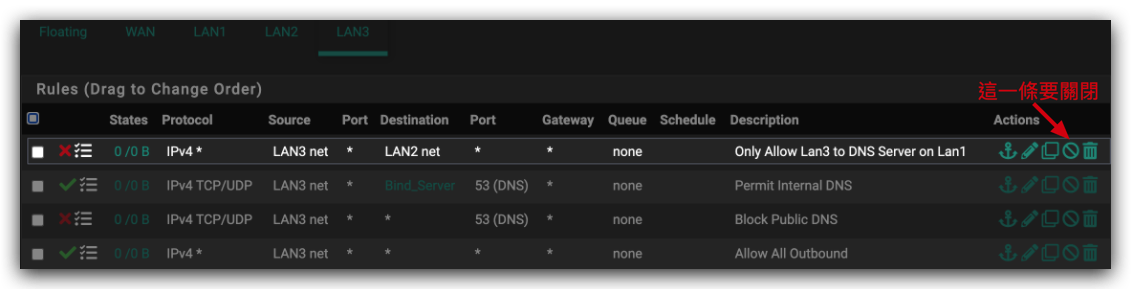 Floating WAN LAN1 LAN2 LAN3
Rules (Drag to Change Order)
這一條要關閉
States Protocol Source Port Destination Port Gateway Queue Schedule Description Actions
0 /0 B IPv4 * LAN3 net * LAN2 net * * none Only Allow Lan3 to DNS Server on Lan1
0 /0 B IPv4 TCP/UDP LAN3 net * Bind_Server 53 (DNS) * none Permit Internal DNS
0 /0 B IPv4 TCP/UDP LAN3 net * * 53 (DNS) * none Block Public DNS
0 /0 B IPv4 * LAN3 net * * * * none Allow All Outbound